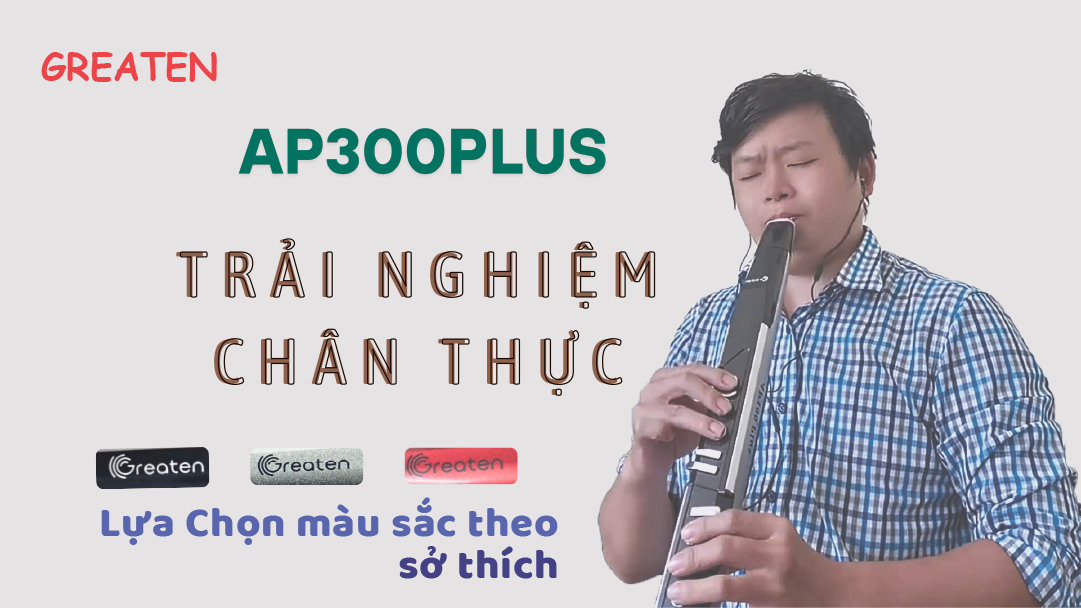 GREATEN
AP300PLUS
TRẢI NGHIỆM
CHÂN THỰC
Greaten Greaten Greaten
Lựa Chọn màu sắc theo
sở thích